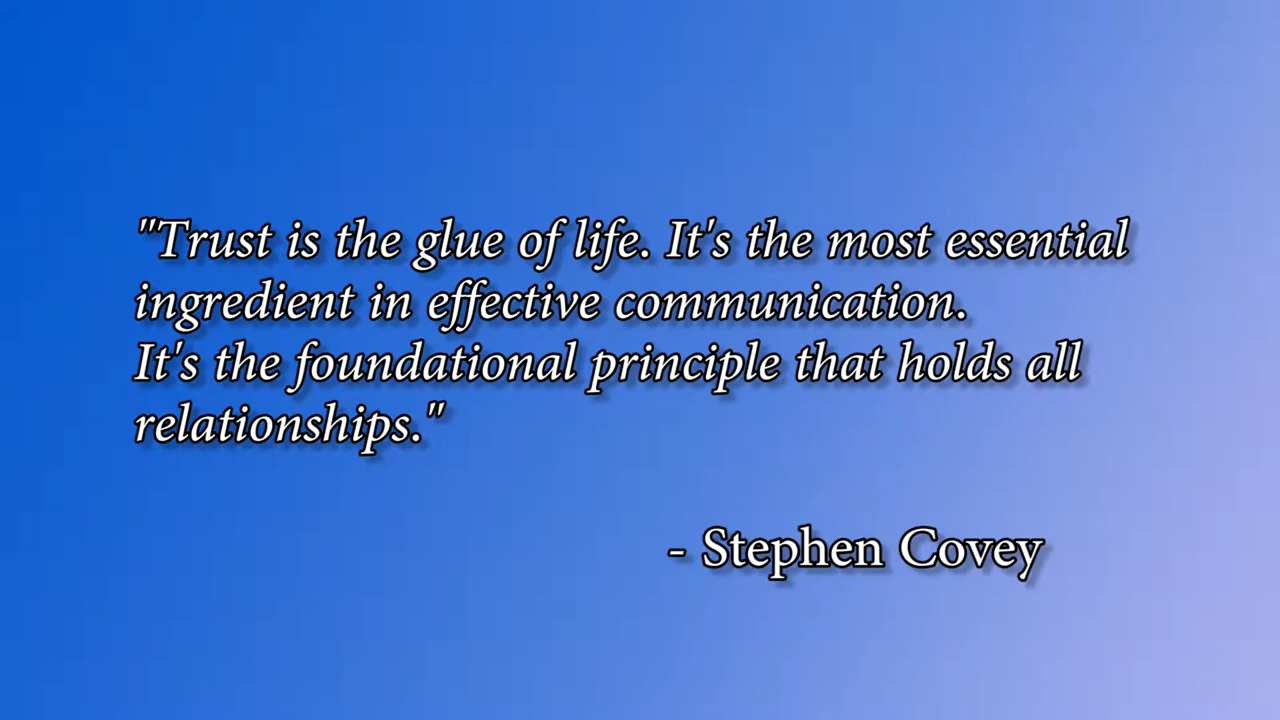 "Trust is the glue of life. It's the most essential
ingredient in effective communication.
It's the foundational principle that holds all
relationships."
- Stephen Covey